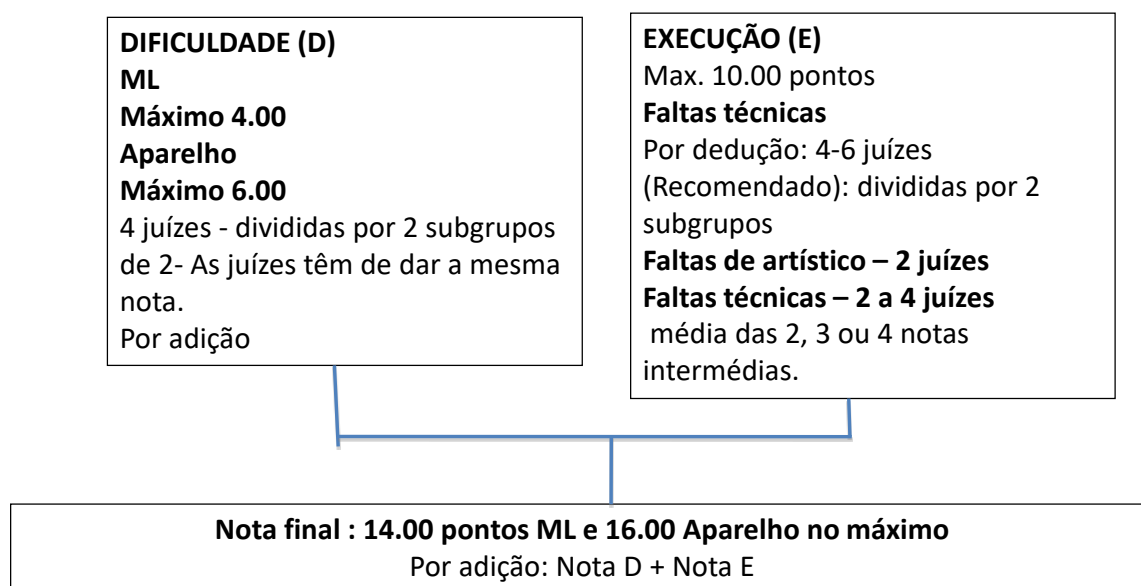 DIFICULDADE (D)
ML
Máximo 4.00
Aparelho
Máximo 6.00
4 juízes - divididas por 2 subgrupos
de 2- As juízes têm de dar a mesma
nota.
Por adição
EXECUÇÃO (E)
Max. 10.00 pontos
Faltas técnicas
Por dedução: 4-6 juízes
(Recomendado): divididas por 2
subgrupos
Faltas de artístico – 2 juízes
Faltas técnicas – 2 a 4 juízes
média das 2, 3 ou 4 notas
intermédias.
Nota final : 14.00 pontos ML e 16.00 Aparelho no máximo
Por adição: Nota D + Nota E